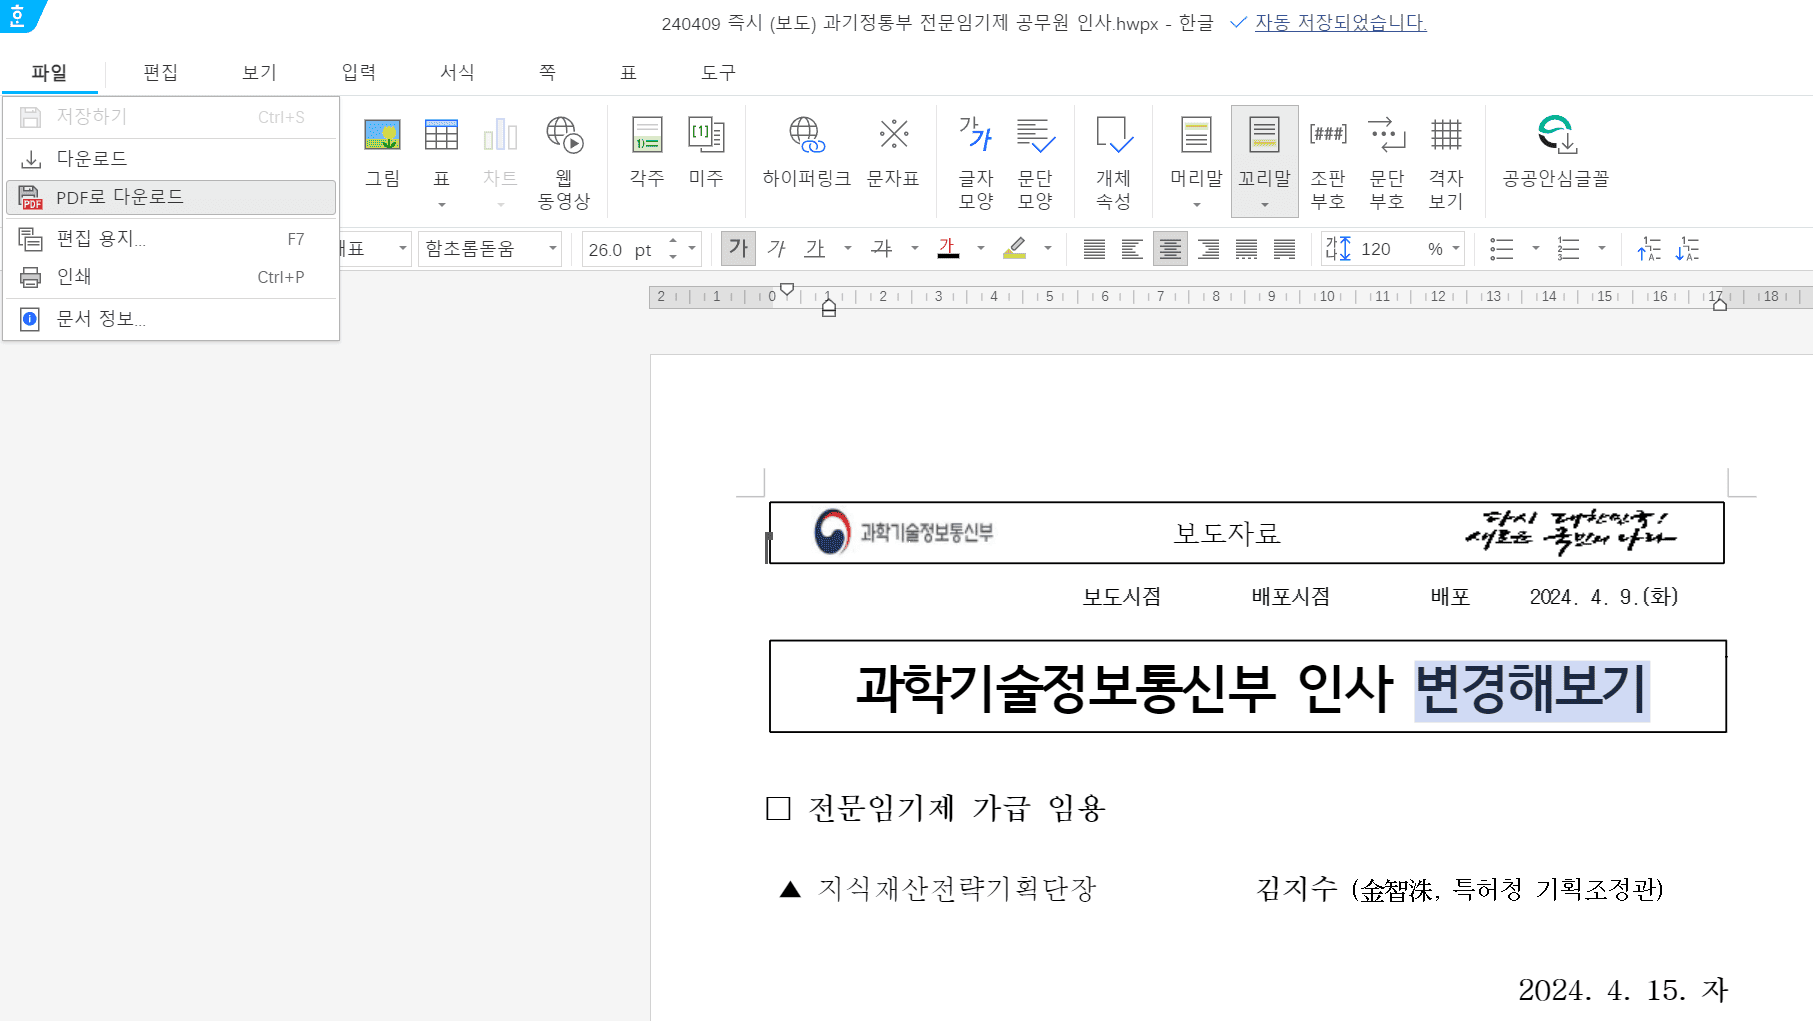 한
240409 즉시 (보도) 과기정통부 전문임기제 공무원 인사.hwpx - 한글 자동 저장되었습니다.
파일 편집 보기 입력 서식 쪽 표 도구
저장하기 Ctrl+S
다운로드
PDF로 다운로드
편집 용지... F7
인쇄 Ctrl+P
문서 정보...
그림 표 차트 웹 동영상 각주 미주 하이퍼링크 문자표 글자 모양 문단 모양 개체 속성 머리말 꼬리말 조판 부호 문단 부호 격자 보기 공공안심글꼴
대표 함초롬돋움 26.0 pt 가 가 가 가 가 120 %
2 1 0 1 2 3 4 5 6 7 8 9 10 11 12 13 14 15 16 17 18
과학기술정보통신부 보도자료 다시 대한민국! 새로운 국민의 나라
보도시점 배포시점 배포 2024. 4. 9.(화)
과학기술정보통신부 인사 변경해보기
□ 전문임기제 가급 임용
▲ 지식재산전략기획단장 김지수 (金智洙, 특허청 기획조정관)
2024. 4. 15. 자